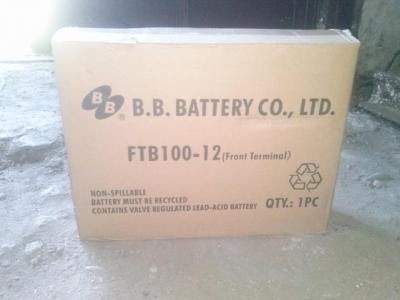 BB ® B.B. BATTERY CO., LTD.
FTB100-12 (Front Terminal)
NON-SPILLABLE
BATTERY MUST BE RECYCLED
CONTAINS VALVE REGULATED LEAD-ACID BATTERY
QTY.: 1PC